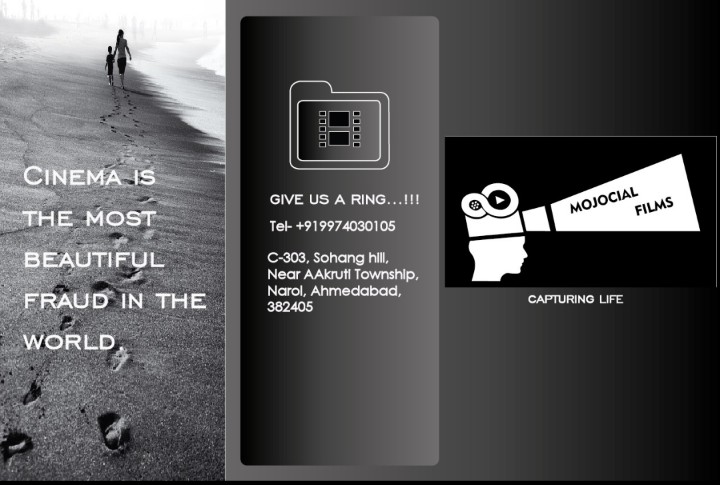 Cinema is
the most
beautiful
fraud in the
world.
GIVE US A RING...!!!
Tel- +919974030105
C-303, Sohang hill,
Near AAkruti Township,
Narol, Ahmedabad,
382405
MOJOCIAL
FILMS
CAPTURING LIFE